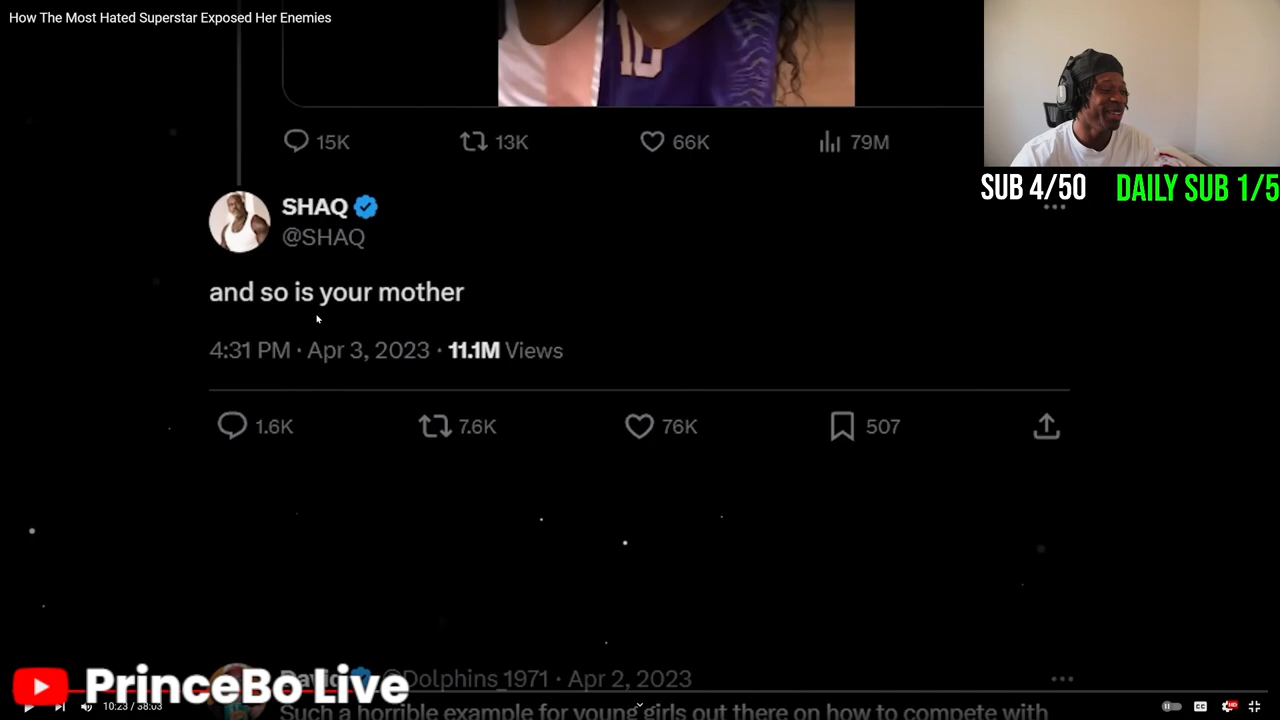 How The Most Hated Superstar Exposed Her Enemies
10
15K 13K 66K 79M
SUB 4/50 DAILY SUB 1/5
SHAQ
@SHAQ
and so is your mother
4:31 PM · Apr 3, 2023 · 11.1M Views
1.6K 7.6K 76K 507
David @Dolphins_1971 · Apr 2, 2023
PrinceBo Live
10:23 / 38:03
Such a horrible example for young girls out there on how to compete with